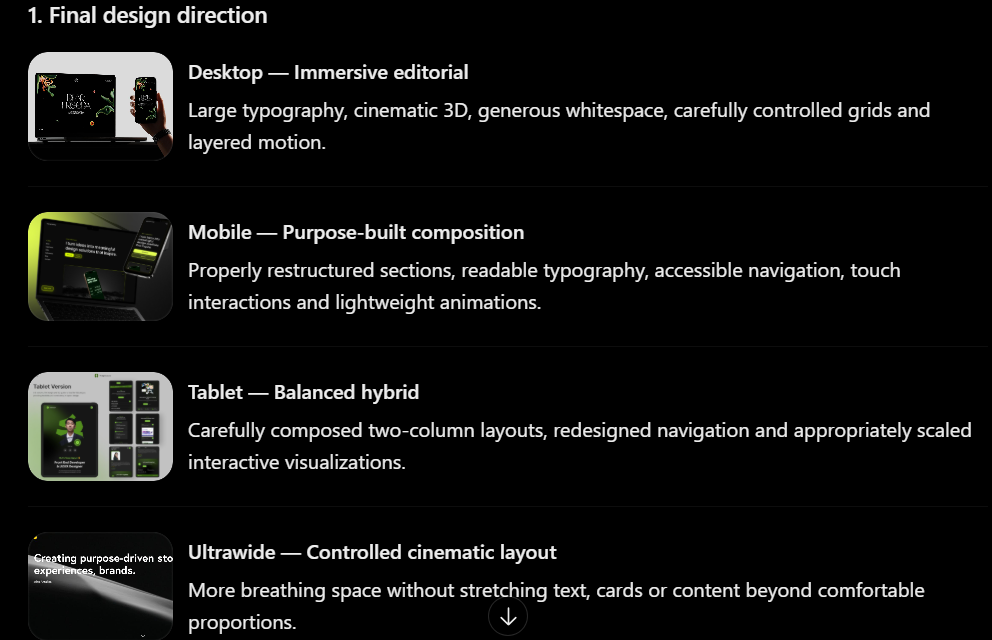 1. Final design direction
Desktop — Immersive editorial
Large typography, cinematic 3D, generous whitespace, carefully controlled grids and
layered motion.
Mobile — Purpose-built composition
Properly restructured sections, readable typography, accessible navigation, touch
interactions and lightweight animations.
Tablet Version
Tablet — Balanced hybrid
Carefully composed two-column layouts, redesigned navigation and appropriately scaled
interactive visualizations.
Creating purpose-driven sto
experiences, brands.
Ultrawide — Controlled cinematic layout
More breathing space without stretching text, cards or content beyond comfortable
proportions.